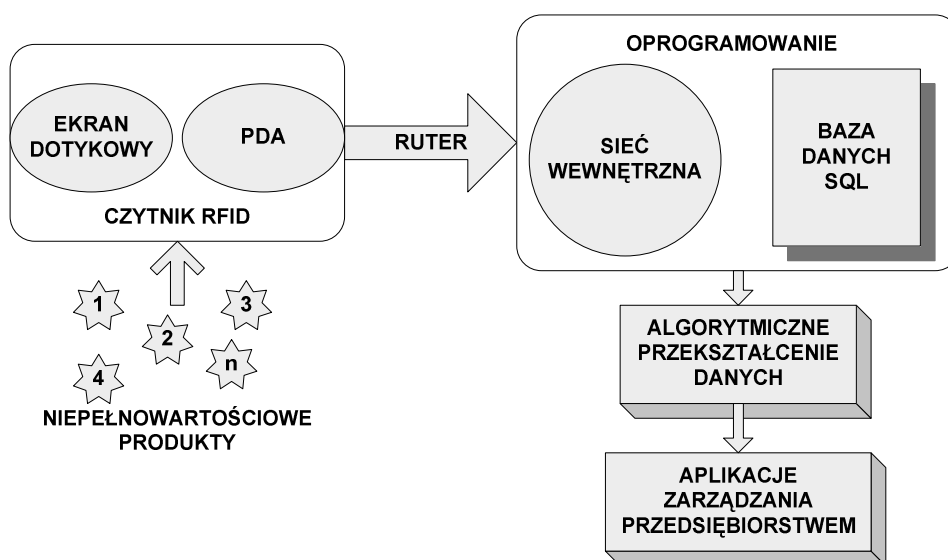 EKRAN
DOTYKOWY
PDA
CZYTNIK RFID
RUTER
OPROGRAMOWANIE
SIEĆ
WEWNĘTRZNA
BAZA
DANYCH
SQL
1
2
3
4
n
NIEPEŁNOWARTOŚCIOWE
PRODUKTY
ALGORYTMICZNE
PRZEKSZTAŁCENIE
DANYCH
APLIKACJE
ZARZĄDZANIA
PRZEDSIĘBIORSTWEM